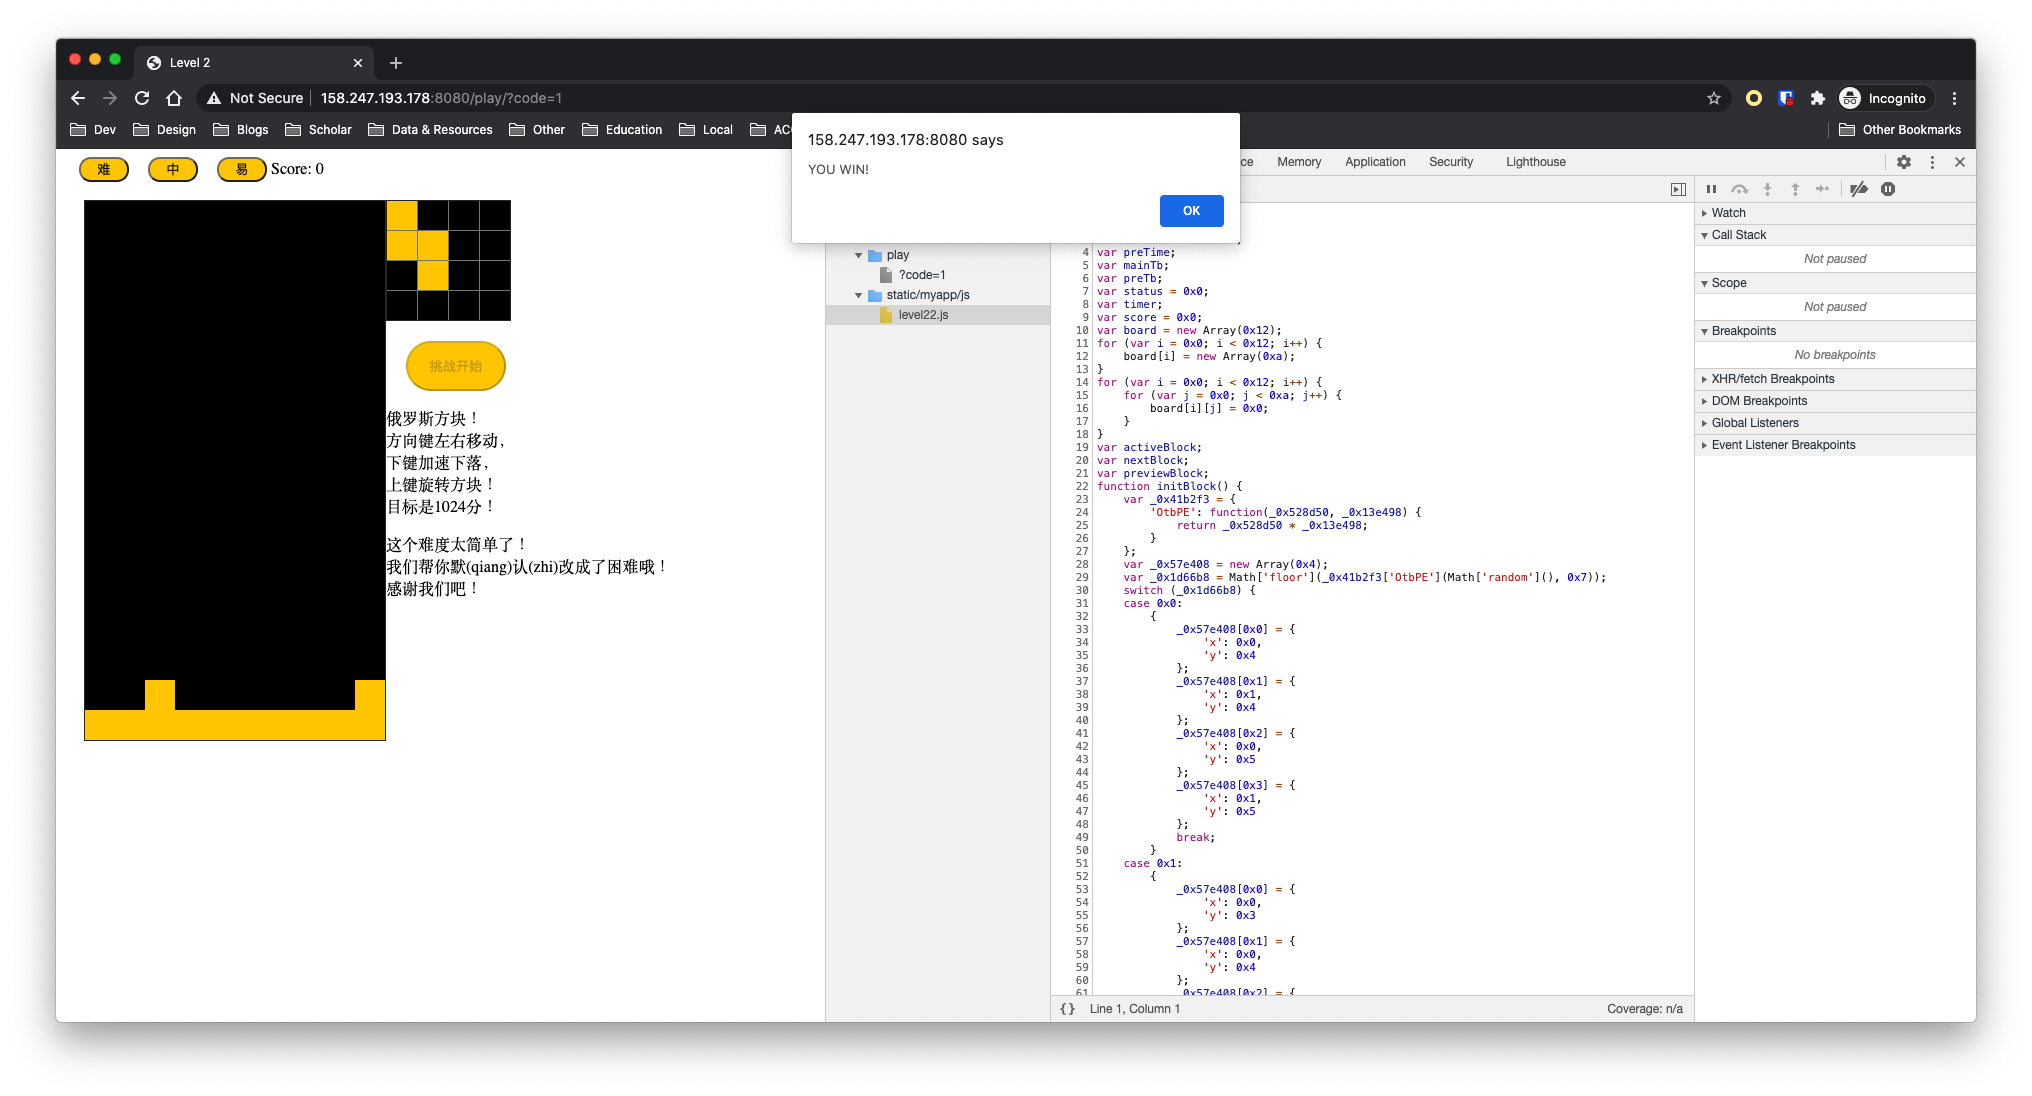 Level 2
Not Secure
158.247.193.178:8080/play/?code=1
Incognito
Dev
Design
Blogs
Scholar
Data & Resources
Other
Education
Local
Other Bookmarks
158.247.193.178:8080 says
YOU WIN!
OK
难
中
易
Score: 0
挑战开始
俄罗斯方块！
方向键左右移动，
下键加速下落，
上键旋转方块！
目标是1024分！
这个难度太简单了！
我们帮你默(qiang)认(zhi)改成了困难哦！
感谢我们吧！
Memory
Application
Security
Lighthouse
play
?code=1
static/myapp/js
level22.js
4 var preTime;
5 var mainTb;
6 var preTb;
7 var status = 0x0;
8 var timer;
9 var score = 0x0;
10 var board = new Array(0x12);
11 for (var i = 0x0; i < 0x12; i++) {
12 board[i] = new Array(0xa);
13 }
14 for (var i = 0x0; i < 0x12; i++) {
15 for (var j = 0x0; j < 0xa; j++) {
16 board[i][j] = 0x0;
17 }
18 }
19 var activeBlock;
20 var nextBlock;
21 var previewBlock;
22 function initBlock() {
23 var _0x41b2f3 = {
24 'OtbPE': function(_0x528d50, _0x13e498) {
25 return _0x528d50 * _0x13e498;
26 }
27 };
28 var _0x57e408 = new Array(0x4);
29 var _0x1d66b8 = Math['floor'](_0x41b2f3['OtbPE'](Math['random'](), 0x7));
30 switch (_0x1d66b8) {
31 case 0x0:
32 {
33 _0x57e408[0x0] = {
34 'x': 0x0,
35 'y': 0x4
36 };
37 _0x57e408[0x1] = {
38 'x': 0x1,
39 'y': 0x4
40 };
41 _0x57e408[0x2] = {
42 'x': 0x0,
43 'y': 0x5
44 };
45 _0x57e408[0x3] = {
46 'x': 0x1,
47 'y': 0x5
48 };
49 break;
50 }
51 case 0x1:
52 {
53 _0x57e408[0x0] = {
54 'x': 0x0,
55 'y': 0x3
56 };
57 _0x57e408[0x1] = {
58 'x': 0x0,
59 'y': 0x4
60 };
61 _0x57e408[0x2] = {
{} Line 1, Column 1
Coverage: n/a
Watch
Call Stack
Not paused
Scope
Not paused
Breakpoints
No breakpoints
XHR/fetch Breakpoints
DOM Breakpoints
Global Listeners
Event Listener Breakpoints